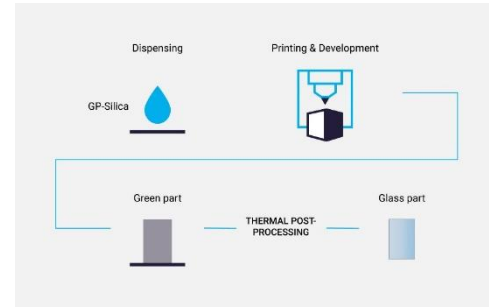 Dispensing
Printing & Development
GP-Silica
Green part
Glass part
THERMAL POST-
PROCESSING